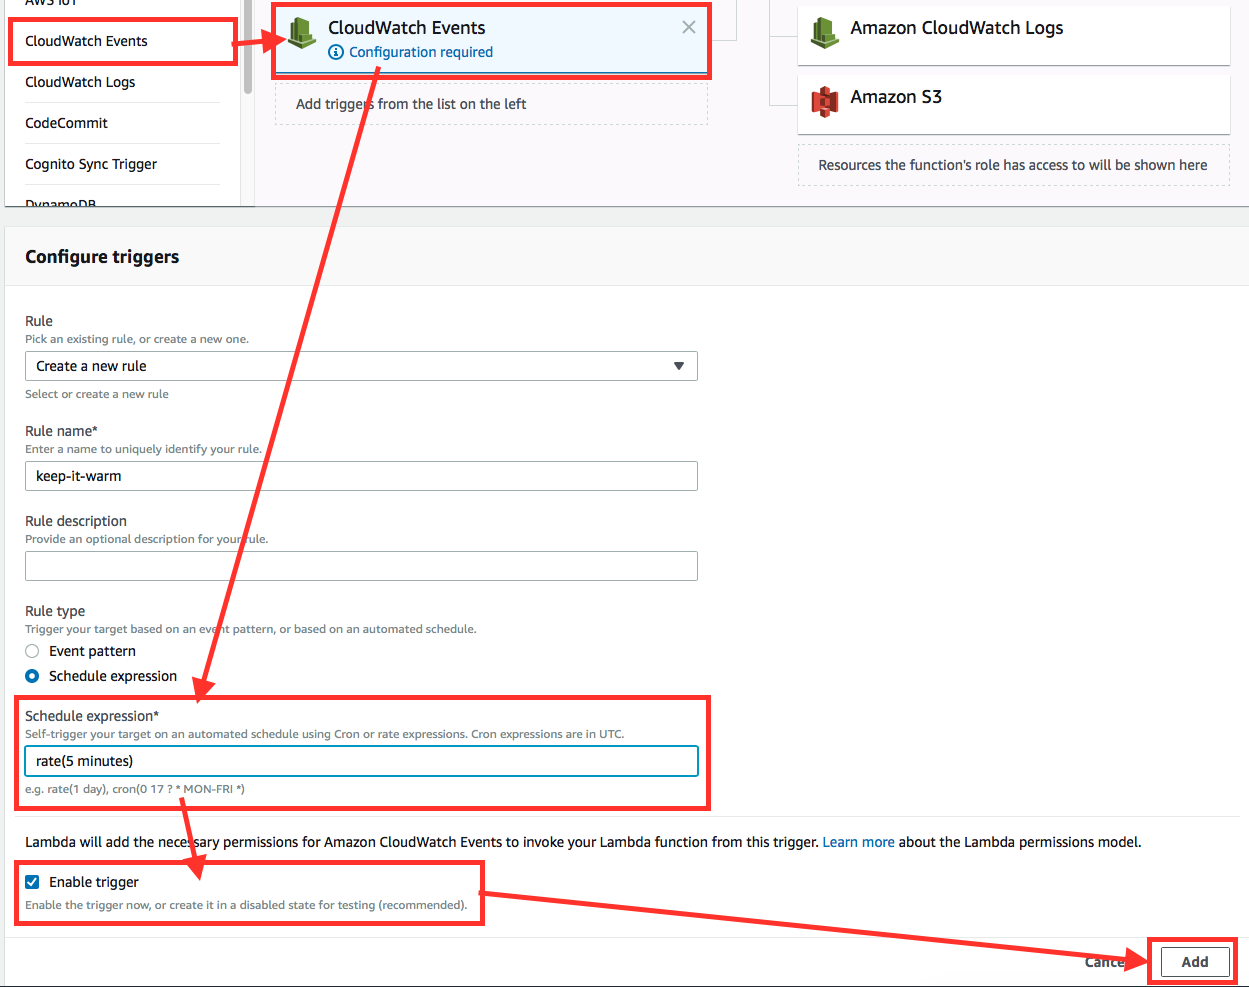 AWS IoT
CloudWatch Events
CloudWatch Logs
CodeCommit
Cognito Sync Trigger
DynamoDB
CloudWatch Events
Configuration required
Add triggers from the list on the left
Amazon CloudWatch Logs
Amazon S3
Resources the function's role has access to will be shown here
Configure triggers
Rule
Pick an existing rule, or create a new one.
Create a new rule
Select or create a new rule
Rule name*
Enter a name to uniquely identify your rule.
keep-it-warm
Rule description
Provide an optional description for your rule.
Rule type
Trigger your target based on an event pattern, or based on an automated schedule.
Event pattern
Schedule expression
Schedule expression*
Self-trigger your target on an automated schedule using Cron or rate expressions. Cron expressions are in UTC.
rate(5 minutes)
e.g. rate(1 day), cron(0 17 ? * MON-FRI *)
Lambda will add the necessary permissions for Amazon CloudWatch Events to invoke your Lambda function from this trigger. Learn more about the Lambda permissions model.
Enable trigger
Enable the trigger now, or create it in a disabled state for testing (recommended).
Cancel
Add